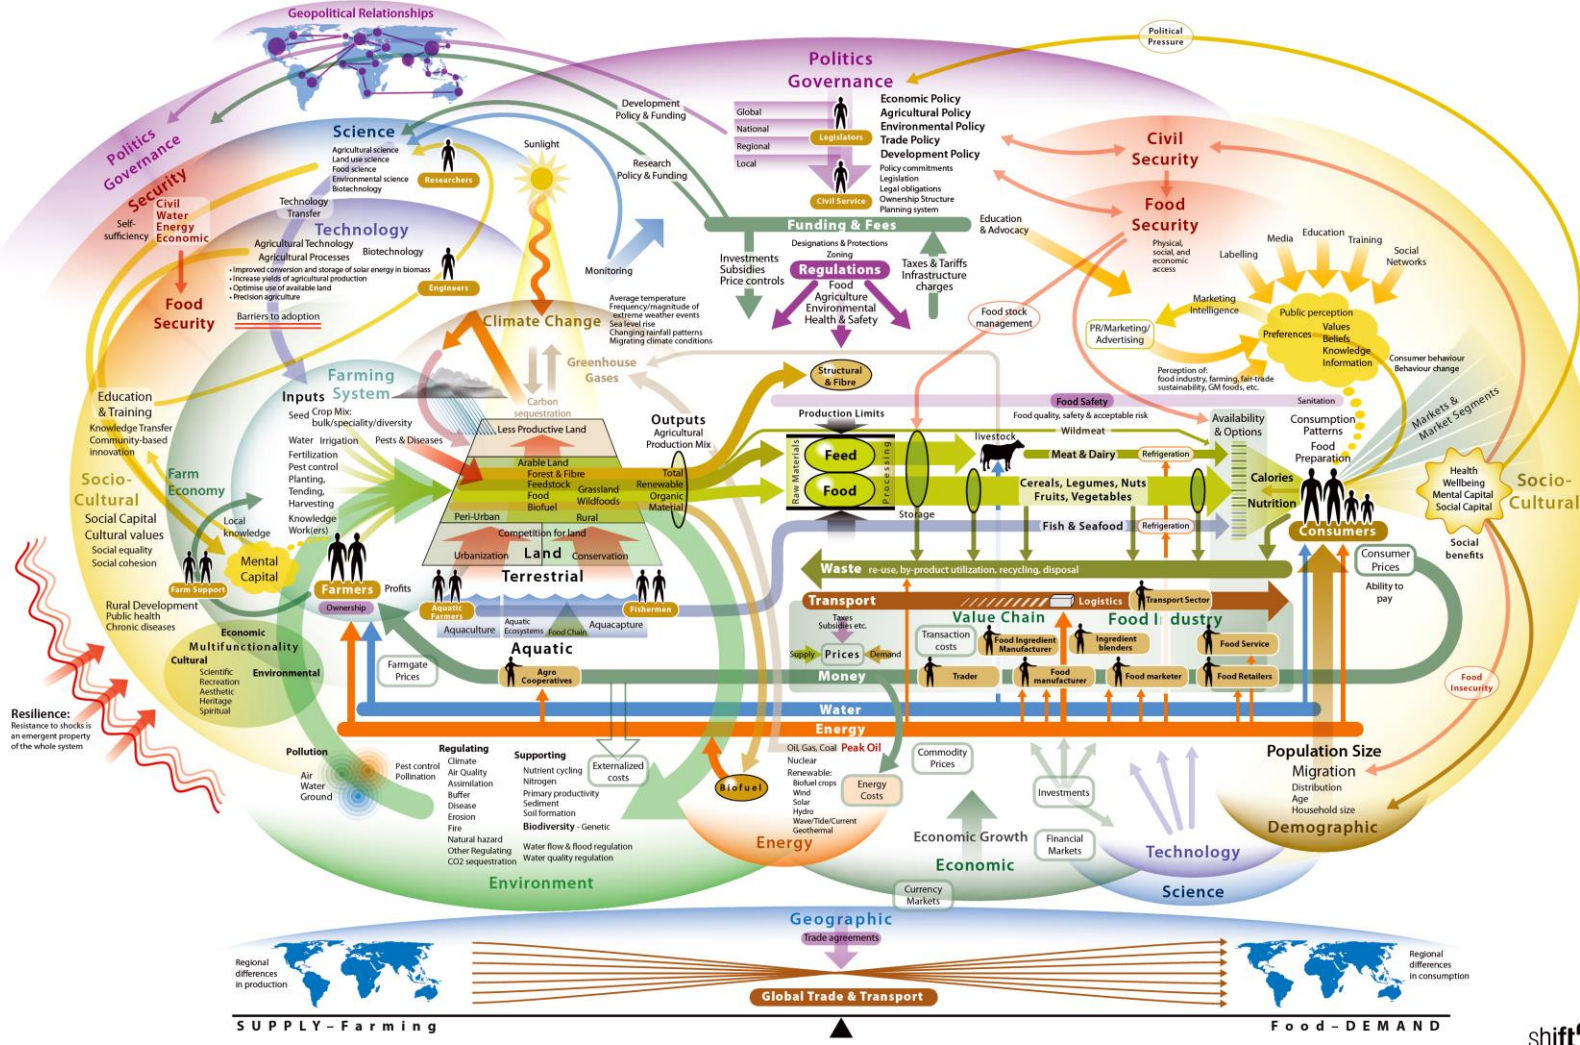 Geopolitical Relationships
Political
Pressure
Politics
Governance
Global
National
Regional
Local
Legislators
Civil Service
Economic Policy
Agricultural Policy
Environmental Policy
Trade Policy
Development Policy
Policy commitments
Legislation
Legal obligations
Ownership Structure
Planning system
Development
Policy & Funding
Research
Policy & Funding
Politics
Governance
Security
Civil
Water
Energy
Economic
Self-
sufficiency
Food
Security
Science
Agricultural science
Land use science
Food science
Environmental science
Biotechnology
Researchers
Technology
Transfer
Technology
Agricultural Technology
Agricultural Processes
Biotechnology
• Improved conversion and storage of solar energy in biomass
• Increase yields of agricultural production
• Optimise use of available land
• Precision agriculture
Engineers
Barriers to adoption
Sunlight
Monitoring
Funding & Fees
Investments
Subsidies
Price controls
Designations & Protections
Zoning
Regulations
Food
Agriculture
Environmental
Health & Safety
Taxes & Tariffs
Infrastructure
charges
Education
& Advocacy
Civil
Security
Food
Security
Physical,
social, and
economic
access
Food stock
management
Labelling
Media
Education
Training
Social
Networks
Marketing
Intelligence
PR/Marketing/
Advertising
Public perception
Preferences
Values
Beliefs
Knowledge
Information
Perception of:
food industry, farming, fair-trade
sustainability, GM foods, etc.
Consumer behaviour
Behaviour change
Markets &
Market Segments
Climate Change
Average temperature
Frequency/magnitude of
extreme weather events
Sea level rise
Changing rainfall patterns
Migrating climate conditions
Greenhouse
Gases
Carbon
sequestration
Farming
System
Inputs
Seed
Crop Mix:
bulk/speciality/diversity
Water
Irrigation
Pests & Diseases
Fertilization
Pest control
Planting,
Tending,
Harvesting
Knowledge
Work(ers)
Education
& Training
Knowledge Transfer
Community-based
innovation
Socio-
Cultural
Social Capital
Cultural values
Social equality
Social cohesion
Farm
Economy
Local
knowledge
Mental
Capital
Farm Support
Farmers
Ownership
Profits
Rural Development
Public health
Chronic diseases
Economic
Multifunctionality
Cultural
Scientific
Recreation
Aesthetic
Heritage
Spiritual
Environmental
Resilience:
Resistance to shocks is
an emergent property
of the whole system
Less Productive Land
Arable Land
Forest & Fibre
Feedstock
Food
Biofuel
Grassland
Wildfoods
Peri-Urban
Rural
Competition for land
Urbanization
Land
Conservation
Terrestrial
Total
Renewable
Organic
Material
Outputs
Agricultural
Production Mix
Aquatic
Farmers
Fishermen
Aquaculture
Aquatic
Ecosystems
Food Chain
Aquacapture
Aquatic
Agro
Cooperatives
Farmgate
Prices
Structural
& Fibre
Production Limits
Raw Materials
Feed
Food
Processing
Storage
Food Safety
Sanitation
Food quality, safety & acceptable risk
Wildmeat
livestock
Meat & Dairy
Refrigeration
Cereals, Legumes, Nuts
Fruits, Vegetables
Fish & Seafood
Refrigeration
Availability
& Options
Consumption
Patterns
Food
Preparation
Calories
Nutrition
Consumers
Health
Wellbeing
Mental Capital
Social Capital
Socio-
Cultural
Social
benefits
Consumer
Prices
Ability to
pay
Waste
re-use, by-product utilization, recycling, disposal
Transport
Logistics
Transport Sector
Taxes
Subsidies etc.
Supply
Prices
Demand
Money
Value Chain
Food Industry
Transaction
costs
Food Ingredient
Manufacturer
Ingredient
blenders
Food Service
Trader
Food
manufacturer
Food marketer
Food Retailers
Water
Energy
Food
Insecurity
Pollution
Air
Water
Ground
Pest control
Pollination
Regulating
Climate
Air Quality
Assimilation
Buffer
Disease
Erosion
Fire
Natural hazard
Other Regulating
CO2 sequestration
Supporting
Nutrient cycling
Nitrogen
Primary productivity
Sediment
Soil formation
Biodiversity - Genetic
Water flow & flood regulation
Water quality regulation
Externalized
costs
Environment
Biofuel
Oil, Gas, Coal Peak Oil
Nuclear
Renewable:
Biofuel crops
Wind
Solar
Hydro
Wave/Tide/Current
Geothermal
Energy
Costs
Energy
Commodity
Prices
Economic Growth
Economic
Currency
Markets
Investments
Financial
Markets
Technology
Science
Population Size
Migration
Distribution
Age
Household size
Demographic
Geographic
Trade agreements
Regional
differences
in production
Global Trade & Transport
Regional
differences
in consumption
SUPPLY–Farming
Food–DEMAND
shift